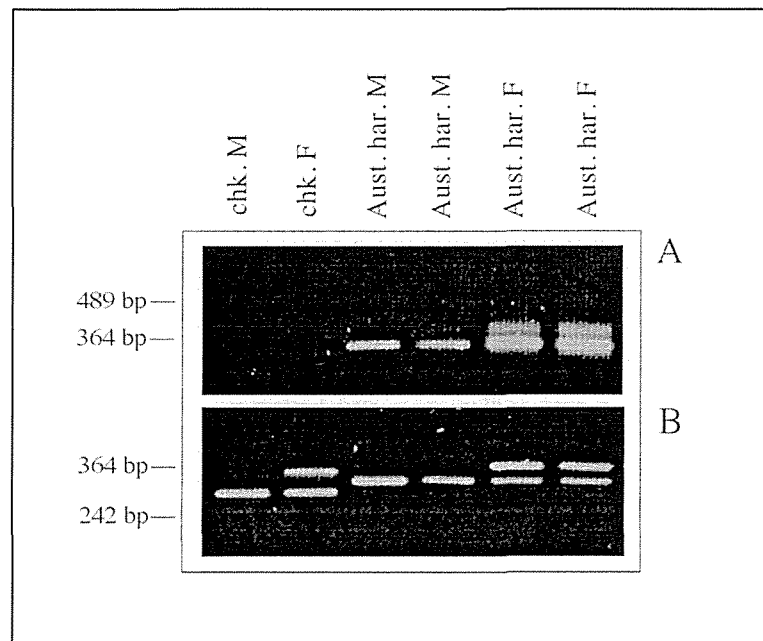 chk. M
chk. F
Aust. har. M
Aust. har. M
Aust. har. F
Aust. har. F
A
489 bp
364 bp
B
364 bp
242 bp